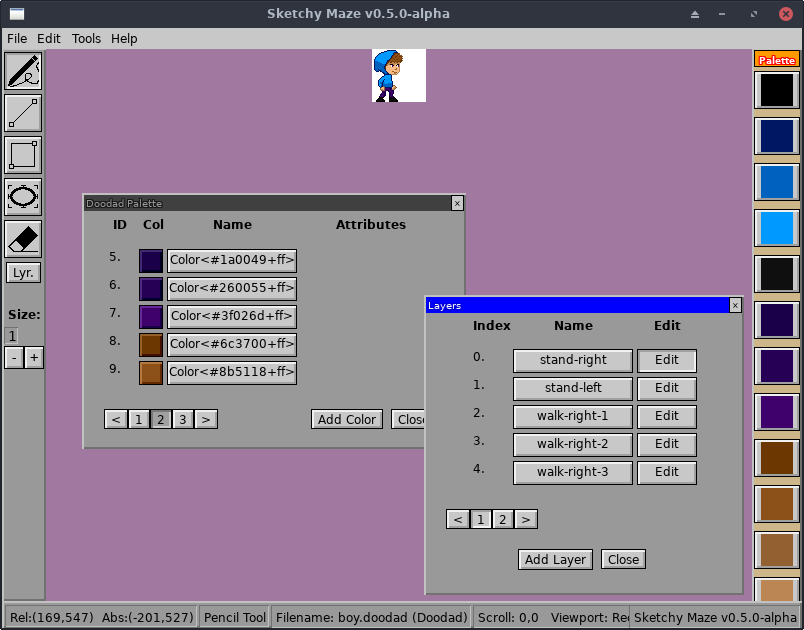 Sketchy Maze v0.5.0-alpha
File Edit Tools Help
Palette
Lyr.
Size:
1
- +
Doodad Palette x
ID Col Name Attributes
5. Color<#1a0049+ff>
6. Color<#260055+ff>
7. Color<#3f026d+ff>
8. Color<#6c3700+ff>
9. Color<#8b5118+ff>
< 1 2 3 > Add Color Close
Layers x
Index Name Edit
0. stand-right Edit
1. stand-left Edit
2. walk-right-1 Edit
3. walk-right-2 Edit
4. walk-right-3 Edit
< 1 2 >
Add Layer Close
Rel:(169,547) Abs:(-201,527) Pencil Tool Filename: boy.doodad (Doodad) Scroll: 0,0 Viewport: Rec Sketchy Maze v0.5.0-alpha